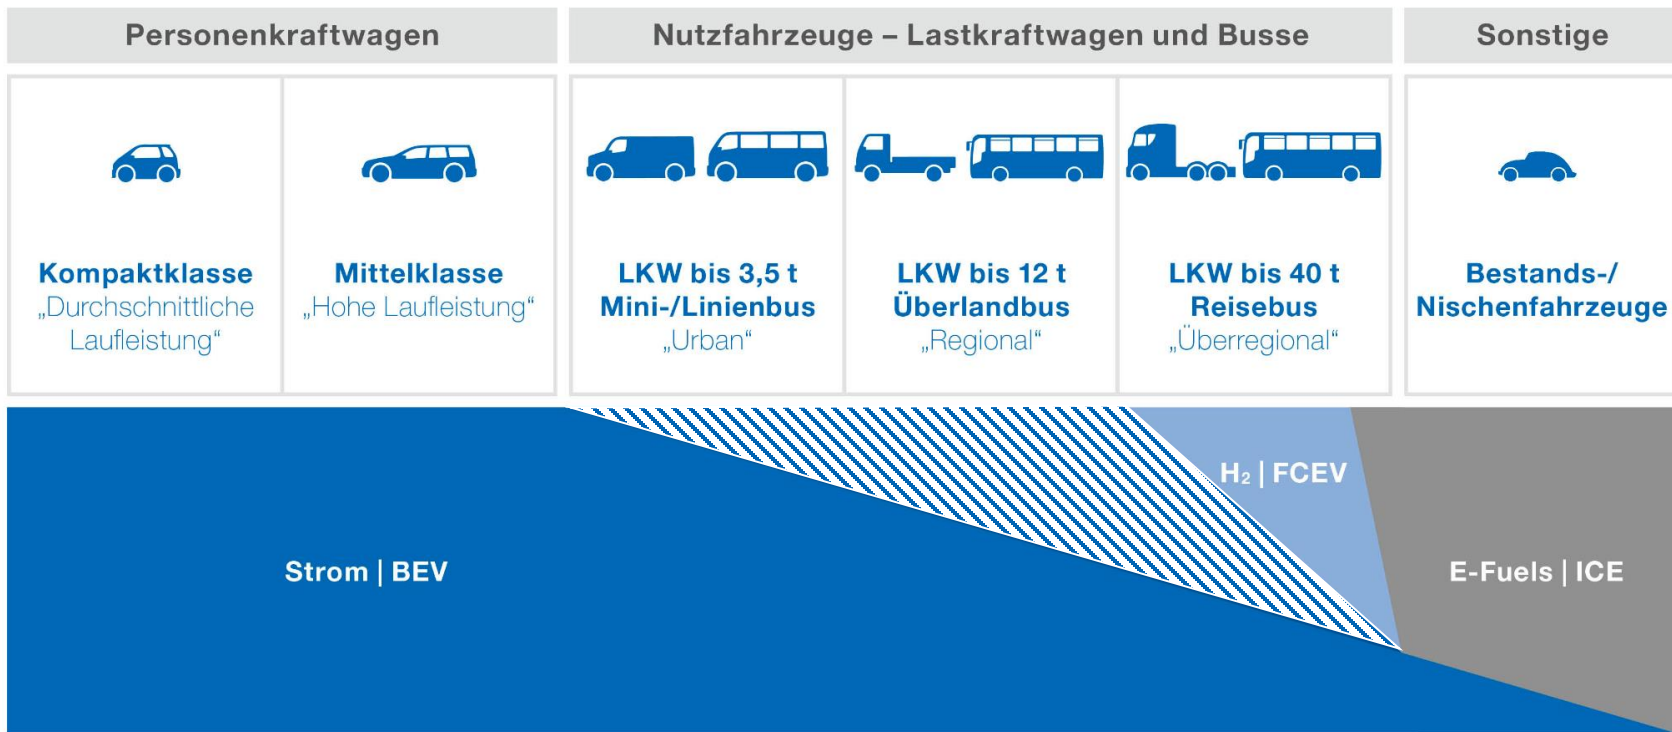 Personenkraftwagen
Nutzfahrzeuge – Lastkraftwagen und Busse
Sonstige
Kompaktklasse
„Durchschnittliche
Laufleistung“
Mittelklasse
„Hohe Laufleistung“
LKW bis 3,5 t
Mini-/Linienbus
„Urban“
LKW bis 12 t
Überlandbus
„Regional“
LKW bis 40 t
Reisebus
„Überregional“
Bestands-/
Nischenfahrzeuge
H₂ | FCEV
Strom | BEV
E-Fuels | ICE